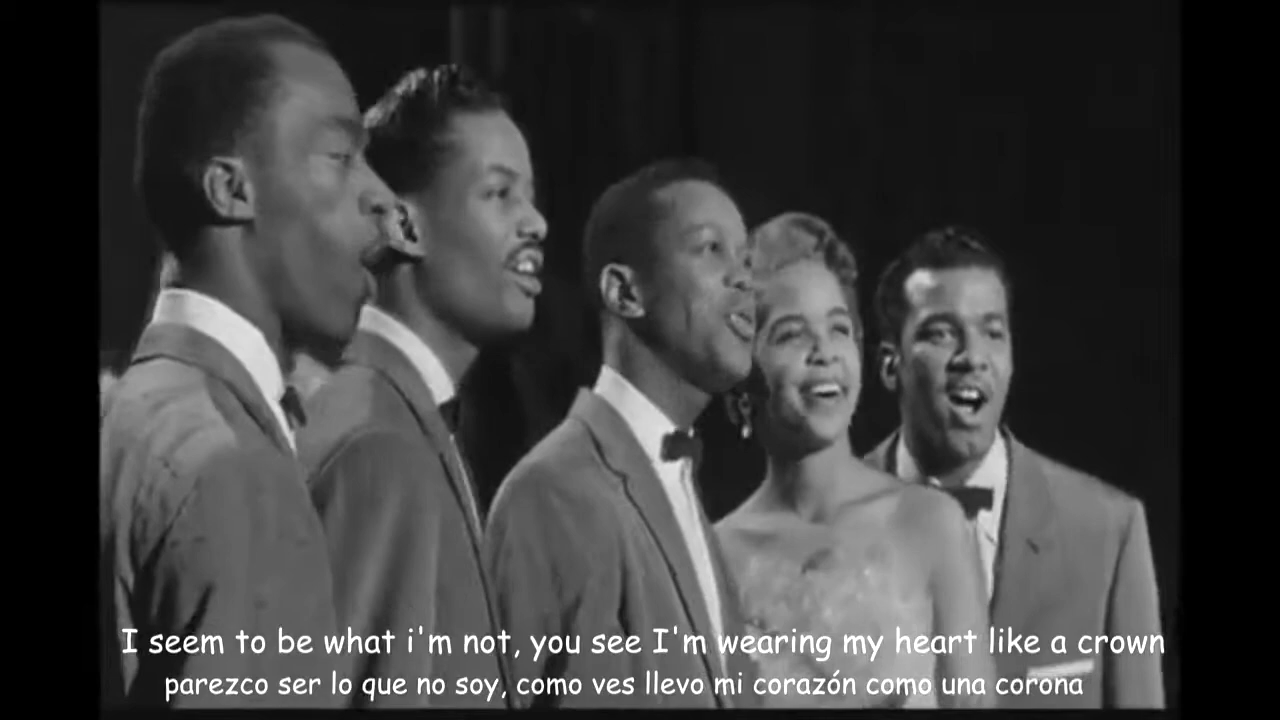 I seem to be what i'm not, you see I'm wearing my heart like a crown
parezco ser lo que no soy, como ves llevo mi corazón como una corona